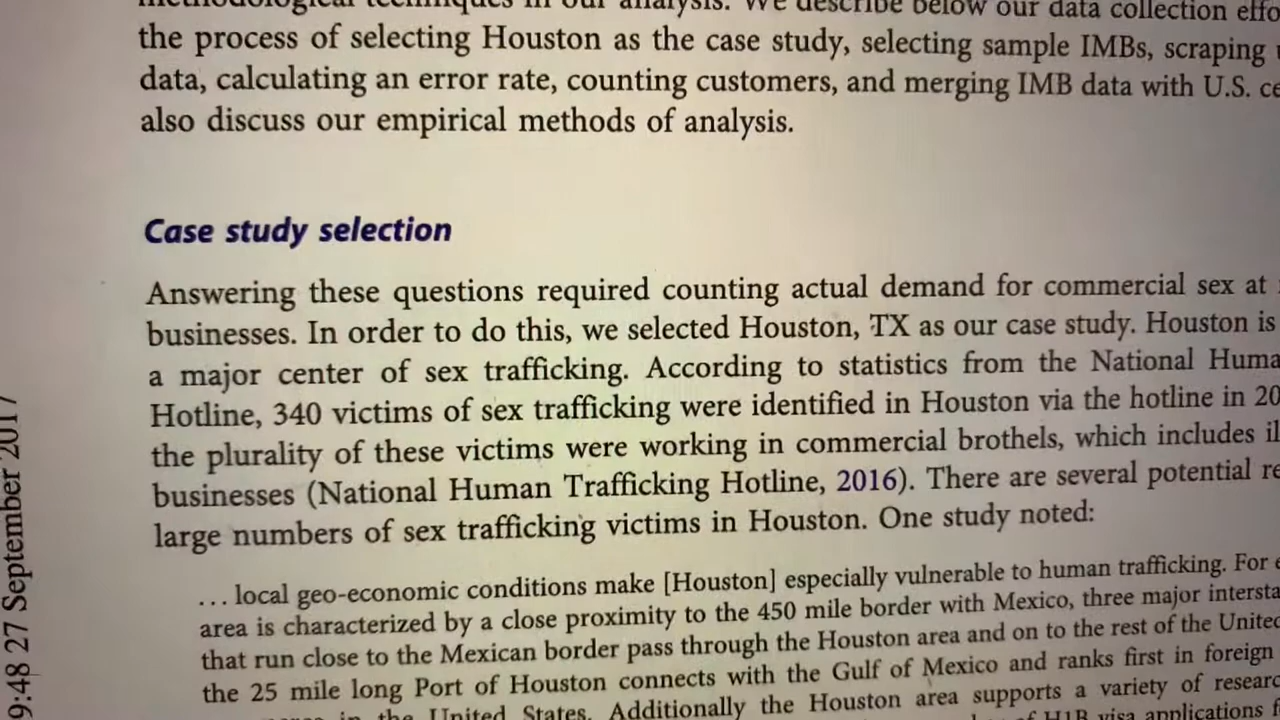 methodological techniques in our analysis. We describe below our data collection
the process of selecting Houston as the case study, selecting sample IMBs, scraping
data, calculating an error rate, counting customers, and merging IMB data with U.S.
also discuss our empirical methods of analysis.
Case study selection
Answering these questions required counting actual demand for commercial sex at
businesses. In order to do this, we selected Houston, TX as our case study. Houston is
a major center of sex trafficking. According to statistics from the National
Hotline, 340 victims of sex trafficking were identified in Houston via the hotline in
the plurality of these victims were working in commercial brothels, which includes
businesses (National Human Trafficking Hotline, 2016). There are several potential
large numbers of sex trafficking victims in Houston. One study noted:
... local geo-economic conditions make [Houston] especially vulnerable to human trafficking. For
area is characterized by a close proximity to the 450 mile border with Mexico, three major
that run close to the Mexican border pass through the Houston area and on to the rest of the United
the 25 mile long Port of Houston connects with the Gulf of Mexico and ranks first in foreign
in the United States. Additionally the Houston area supports a variety of
of H1B visa applications
9:48 27 September 2017